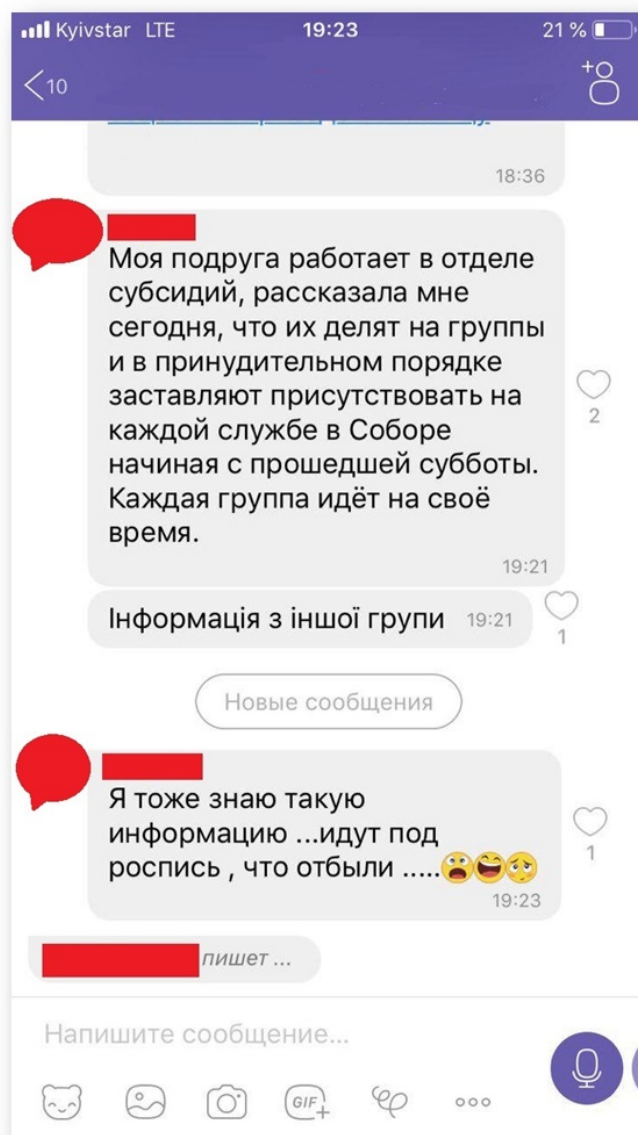 Kyivstar LTE 19:23 21 %
10
18:36
Моя подруга работает в отделе
субсидий, рассказала мне
сегодня, что их делят на группы
и в принудительном порядке
заставляют присутствовать на
каждой службе в Соборе
начиная с прошедшей субботы.
Каждая группа идёт на своё
время.
2
19:21
Інформація з іншої групи 19:21
1
Новые сообщения
Я тоже знаю такую
информацию ...идут под
роспись , что отбыли .....
1
19:23
пишет ...
Напишите сообщение...
GIF